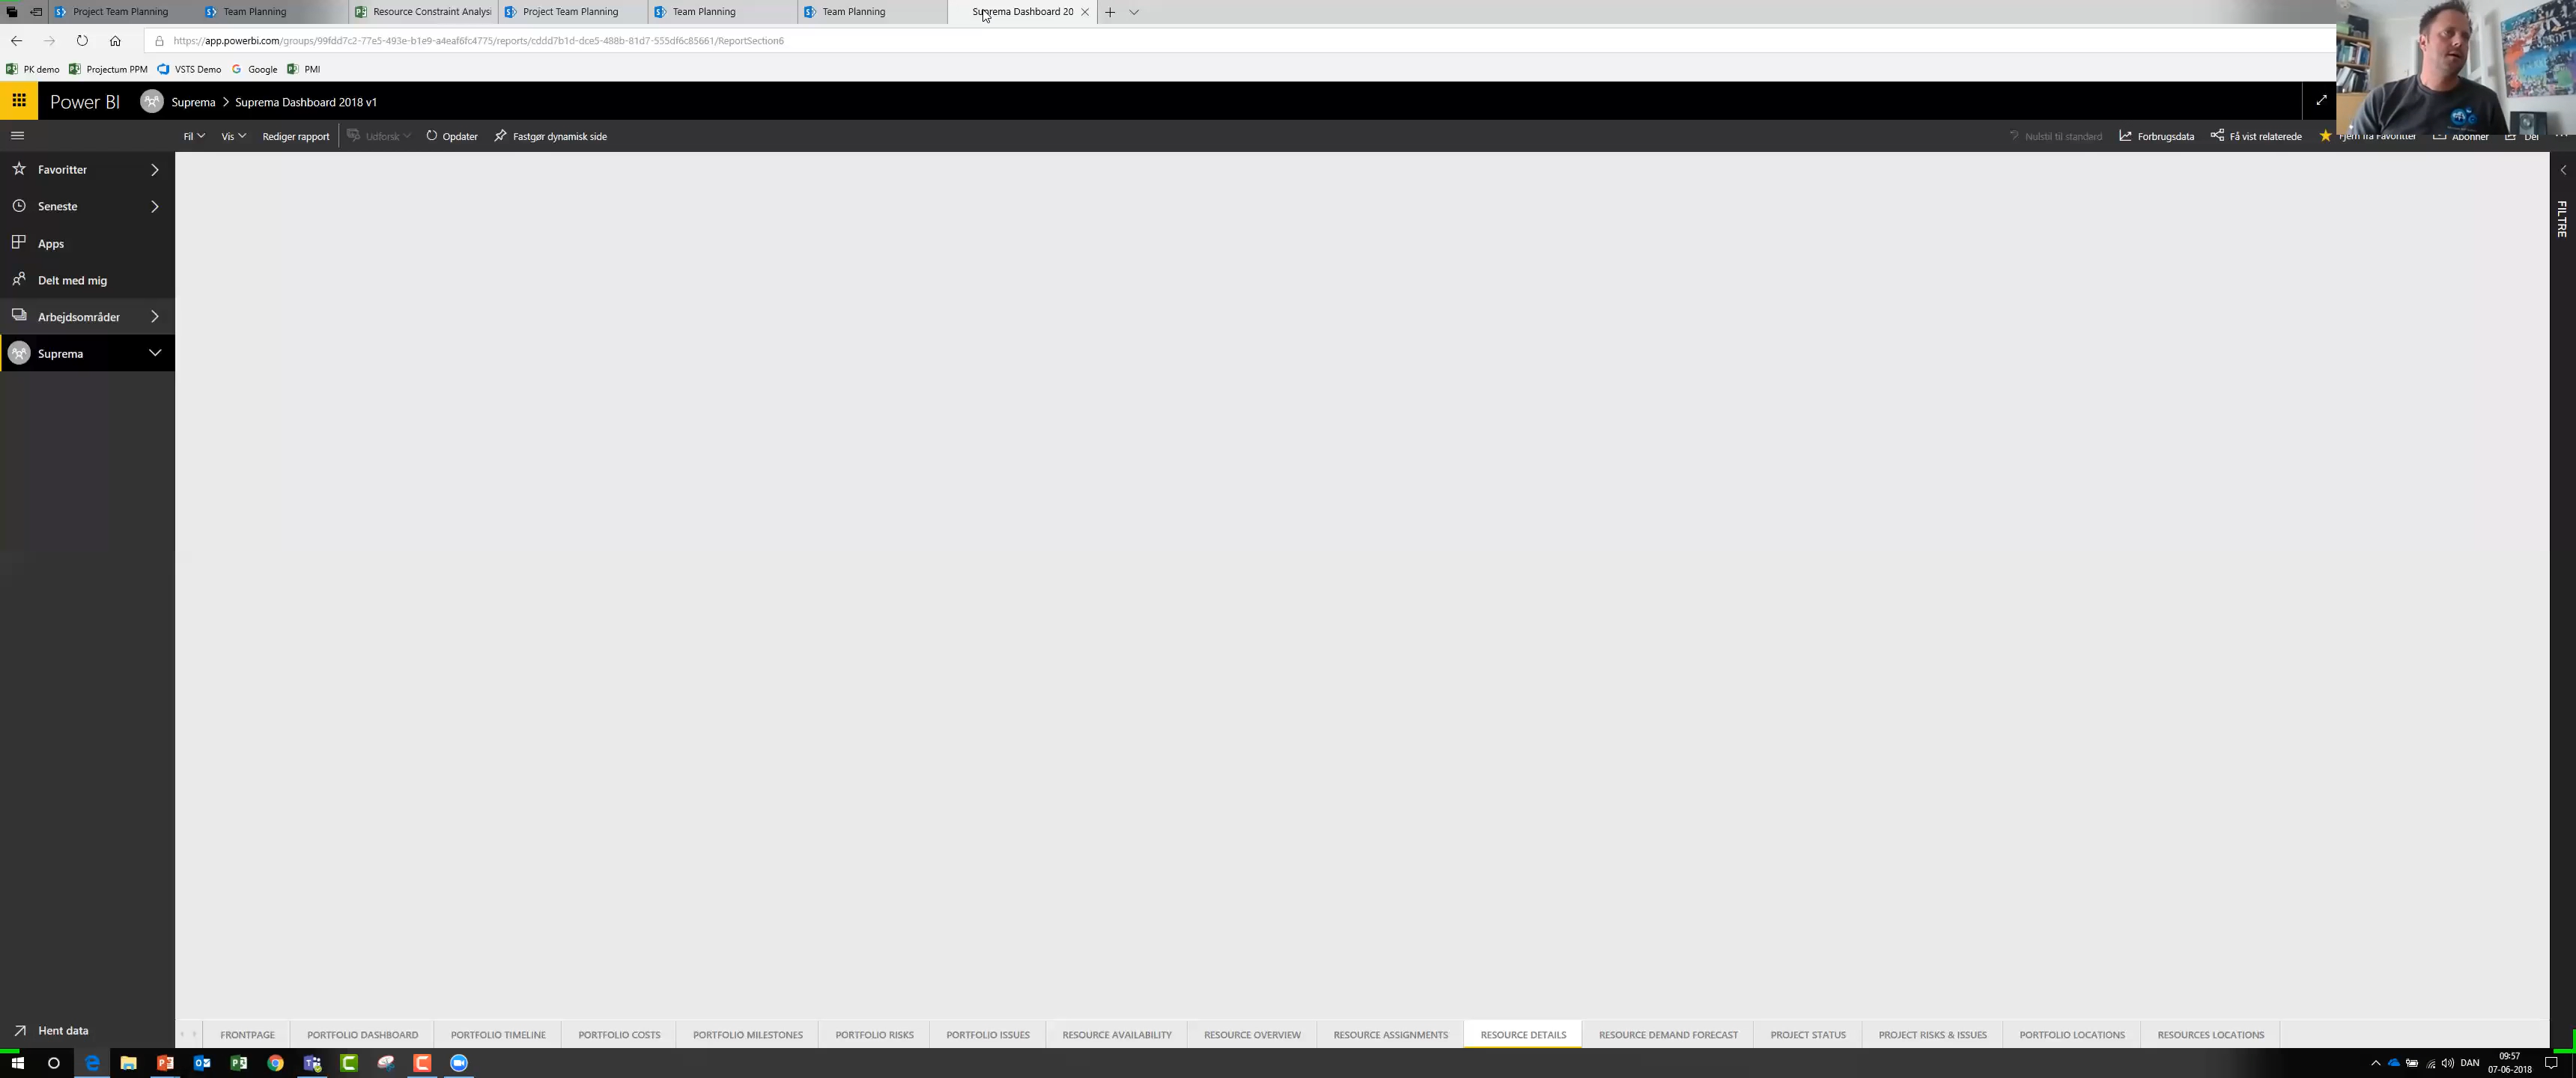 Project Team Planning
Team Planning
Resource Constraint Analysi
Project Team Planning
Team Planning
Team Planning
Suprema Dashboard 20
https://app.powerbi.com/groups/99fdd7c2-77e5-493e-b1e9-a4eaf6fc4775/reports/cddd7b1d-dce5-488b-81d7-555df6c85661/ReportSection6
PK demo
Projectum PPM
VSTS Demo
Google
PMI
Power BI
Suprema > Suprema Dashboard 2018 v1
Fil
Vis
Rediger rapport
Udforsk
Opdater
Fastgør dynamisk side
Nulstil til standard
Forbrugsdata
Få vist relaterede
Fjern fra Favoritter
Abonner
Del
Favoritter
Seneste
Apps
Delt med mig
Arbejdsområder
Suprema
FILTRE
Hent data
FRONTPAGE
PORTFOLIO DASHBOARD
PORTFOLIO TIMELINE
PORTFOLIO COSTS
PORTFOLIO MILESTONES
PORTFOLIO RISKS
PORTFOLIO ISSUES
RESOURCE AVAILABILITY
RESOURCE OVERVIEW
RESOURCE ASSIGNMENTS
RESOURCE DETAILS
RESOURCE DEMAND FORECAST
PROJECT STATUS
PROJECT RISKS & ISSUES
PORTFOLIO LOCATIONS
RESOURCES LOCATIONS
DAN
09:57
07-06-2018